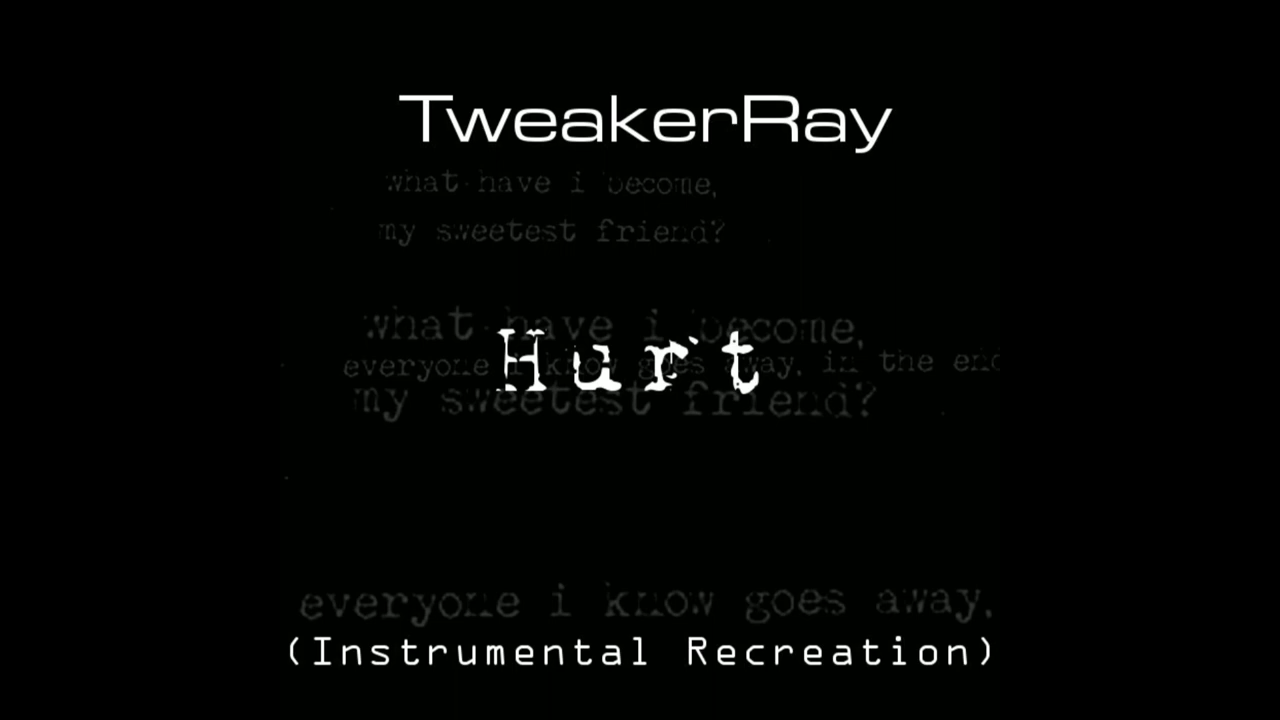 TweakerRay
what have i become,
my sweetest friend?
what have i become,
Hurt
everyone i know goes away, in the end
my sweetest friend?
everyone i know goes away,
(Instrumental Recreation)